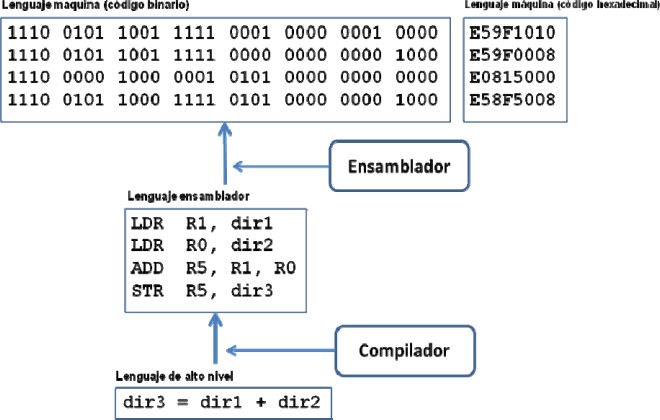 Lenguaje maquina (código binario)
Lenguaje máquina (código hexadecimal)
1110 0101 1001 1111 0001 0000 0001 0000
1110 0101 1001 1111 0000 0000 0000 1000
1110 0000 1000 0001 0101 0000 0000 0000
1110 0101 1000 1111 0101 0000 0000 1000
E59F1010
E59F0008
E0815000
E58F5008
Ensamblador
Lenguaje ensamblador
LDR R1, dir1
LDR R0, dir2
ADD R5, R1, R0
STR R5, dir3
Compilador
Lenguaje de alto nivel
dir3 = dir1 + dir2